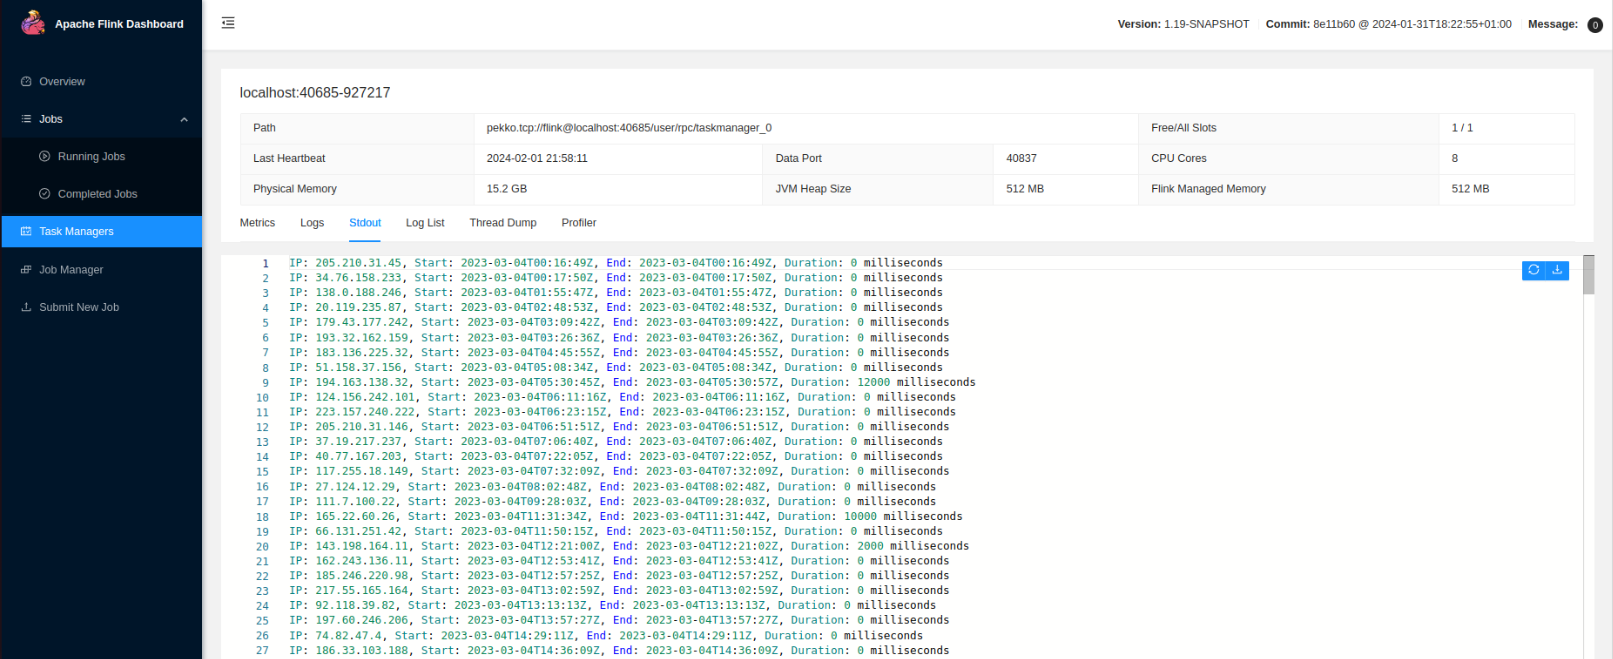 Apache Flink Dashboard
Version: 1.19-SNAPSHOT Commit: 8e11b60 @ 2024-01-31T18:22:55+01:00 Message: 0
Overview
Jobs
Running Jobs
Completed Jobs
Task Managers
Job Manager
Submit New Job
localhost:40685-927217
Path pekko.tcp://flink@localhost:40685/user/rpc/taskmanager_0 Free/All Slots 1 / 1
Last Heartbeat 2024-02-01 21:58:11 Data Port 40837 CPU Cores 8
Physical Memory 15.2 GB JVM Heap Size 512 MB Flink Managed Memory 512 MB
Metrics Logs Stdout Log List Thread Dump Profiler
1 IP: 205.210.31.45, Start: 2023-03-04T00:16:49Z, End: 2023-03-04T00:16:49Z, Duration: 0 milliseconds
2 IP: 34.76.158.233, Start: 2023-03-04T00:17:50Z, End: 2023-03-04T00:17:50Z, Duration: 0 milliseconds
3 IP: 138.0.188.246, Start: 2023-03-04T01:55:47Z, End: 2023-03-04T01:55:47Z, Duration: 0 milliseconds
4 IP: 20.119.235.87, Start: 2023-03-04T02:48:53Z, End: 2023-03-04T02:48:53Z, Duration: 0 milliseconds
5 IP: 179.43.177.242, Start: 2023-03-04T03:09:42Z, End: 2023-03-04T03:09:42Z, Duration: 0 milliseconds
6 IP: 193.32.162.159, Start: 2023-03-04T03:26:36Z, End: 2023-03-04T03:26:36Z, Duration: 0 milliseconds
7 IP: 183.136.225.32, Start: 2023-03-04T04:45:55Z, End: 2023-03-04T04:45:55Z, Duration: 0 milliseconds
8 IP: 51.158.37.156, Start: 2023-03-04T05:08:34Z, End: 2023-03-04T05:08:34Z, Duration: 0 milliseconds
9 IP: 194.163.138.32, Start: 2023-03-04T05:30:45Z, End: 2023-03-04T05:30:57Z, Duration: 12000 milliseconds
10 IP: 124.156.242.101, Start: 2023-03-04T06:11:16Z, End: 2023-03-04T06:11:16Z, Duration: 0 milliseconds
11 IP: 223.157.240.222, Start: 2023-03-04T06:23:15Z, End: 2023-03-04T06:23:15Z, Duration: 0 milliseconds
12 IP: 205.210.31.146, Start: 2023-03-04T06:51:51Z, End: 2023-03-04T06:51:51Z, Duration: 0 milliseconds
13 IP: 37.19.217.237, Start: 2023-03-04T07:06:40Z, End: 2023-03-04T07:06:40Z, Duration: 0 milliseconds
14 IP: 40.77.167.203, Start: 2023-03-04T07:22:05Z, End: 2023-03-04T07:22:05Z, Duration: 0 milliseconds
15 IP: 117.255.18.149, Start: 2023-03-04T07:32:09Z, End: 2023-03-04T07:32:09Z, Duration: 0 milliseconds
16 IP: 27.124.12.29, Start: 2023-03-04T08:02:48Z, End: 2023-03-04T08:02:48Z, Duration: 0 milliseconds
17 IP: 111.7.100.22, Start: 2023-03-04T09:28:03Z, End: 2023-03-04T09:28:03Z, Duration: 0 milliseconds
18 IP: 165.22.60.26, Start: 2023-03-04T11:31:34Z, End: 2023-03-04T11:31:44Z, Duration: 10000 milliseconds
19 IP: 66.131.251.42, Start: 2023-03-04T11:50:15Z, End: 2023-03-04T11:50:15Z, Duration: 0 milliseconds
20 IP: 143.198.164.11, Start: 2023-03-04T12:21:00Z, End: 2023-03-04T12:21:02Z, Duration: 2000 milliseconds
21 IP: 162.243.136.11, Start: 2023-03-04T12:53:41Z, End: 2023-03-04T12:53:41Z, Duration: 0 milliseconds
22 IP: 185.246.220.98, Start: 2023-03-04T12:57:25Z, End: 2023-03-04T12:57:25Z, Duration: 0 milliseconds
23 IP: 217.55.165.164, Start: 2023-03-04T13:02:59Z, End: 2023-03-04T13:02:59Z, Duration: 0 milliseconds
24 IP: 92.118.39.82, Start: 2023-03-04T13:13:13Z, End: 2023-03-04T13:13:13Z, Duration: 0 milliseconds
25 IP: 197.60.246.206, Start: 2023-03-04T13:57:27Z, End: 2023-03-04T13:57:27Z, Duration: 0 milliseconds
26 IP: 74.82.47.4, Start: 2023-03-04T14:29:11Z, End: 2023-03-04T14:29:11Z, Duration: 0 milliseconds
27 IP: 186.33.103.188, Start: 2023-03-04T14:36:09Z, End: 2023-03-04T14:36:09Z, Duration: 0 milliseconds